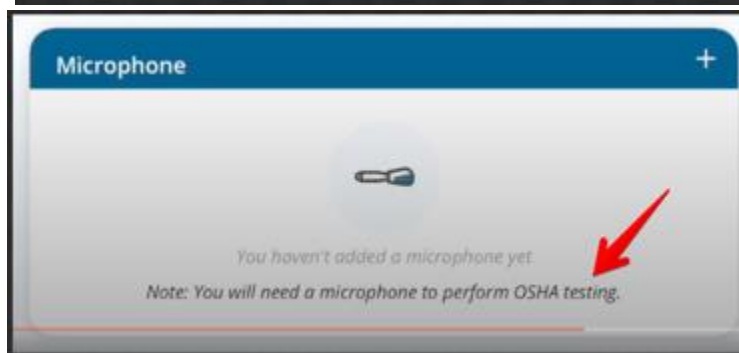 Microphone +
You haven't added a microphone yet
Note: You will need a microphone to perform OSHA testing.